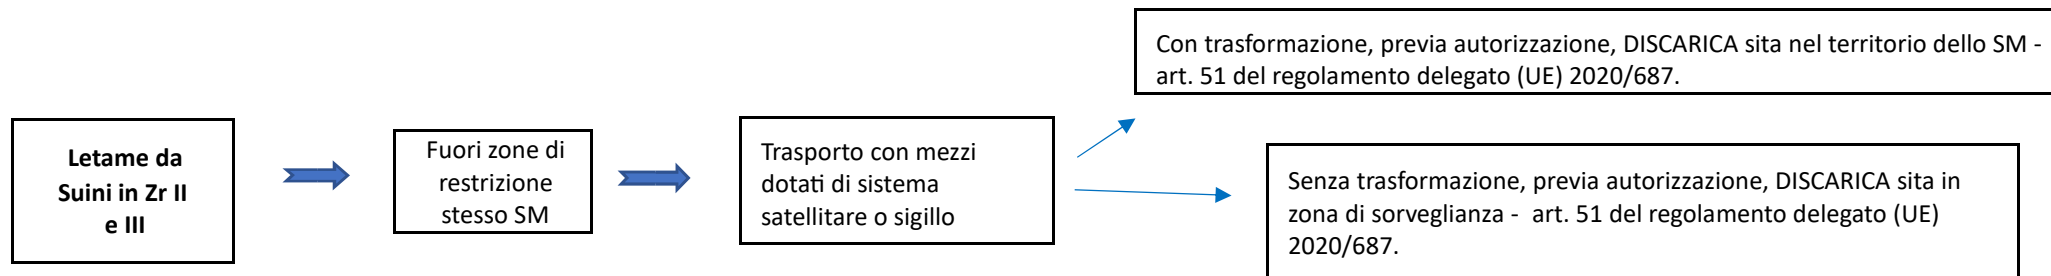 Letame da
Suini in Zr II
e III
Fuori zone di
restrizione
stesso SM
Trasporto con mezzi
dotati di sistema
satellitare o sigillo
Con trasformazione, previa autorizzazione, DISCARICA sita nel territorio dello SM -
art. 51 del regolamento delegato (UE) 2020/687.
Senza trasformazione, previa autorizzazione, DISCARICA sita in
zona di sorveglianza - art. 51 del regolamento delegato (UE)
2020/687.